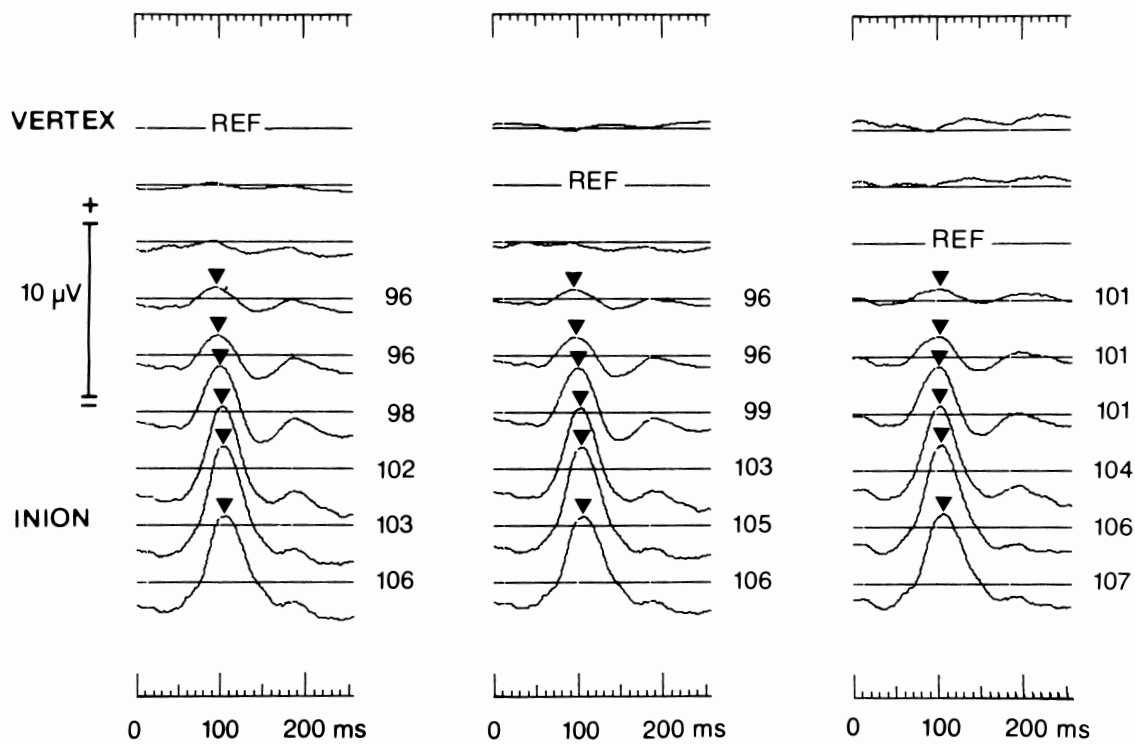 VERTEX REF
REF
+
REF
10 µV 96 96 101
96 96 101
98 99 101
102 103 104
INION 103 105 106
106 106 107
0 100 200 ms 0 100 200 ms 0 100 200 ms